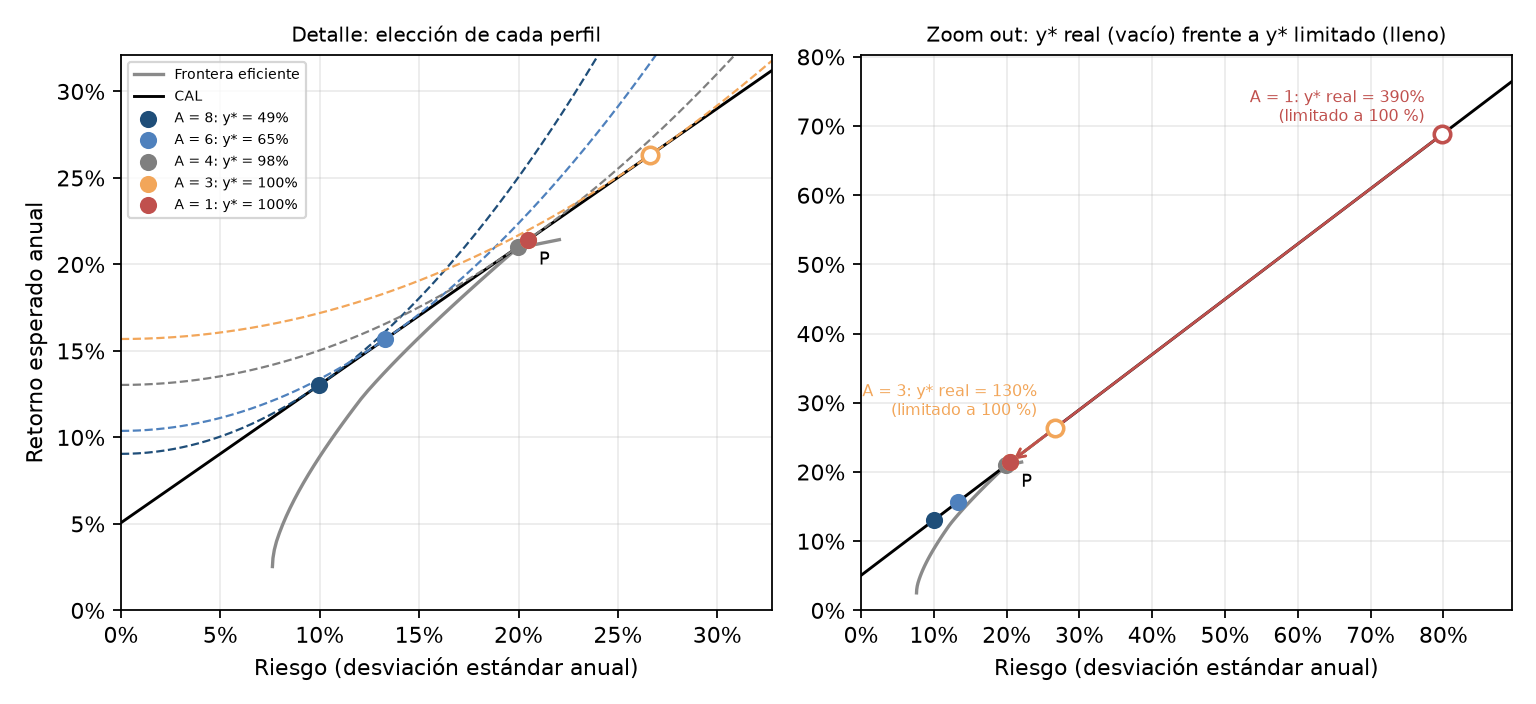 Detalle: elección de cada perfil
Frontera eficiente
CAL
A = 8: y* = 49%
A = 6: y* = 65%
A = 4: y* = 98%
A = 3: y* = 100%
A = 1: y* = 100%
P
30%
25%
20%
15%
10%
5%
0%
0%
5%
10%
15%
20%
25%
30%
Retorno esperado anual
Riesgo (desviación estándar anual)
Zoom out: y* real (vacío) frente a y* limitado (lleno)
A = 1: y* real = 390%
(limitado a 100 %)
A = 3: y* real = 130%
(limitado a 100 %)
P
80%
70%
60%
50%
40%
30%
20%
10%
0%
0%
10%
20%
30%
40%
50%
60%
70%
80%
Riesgo (desviación estándar anual)